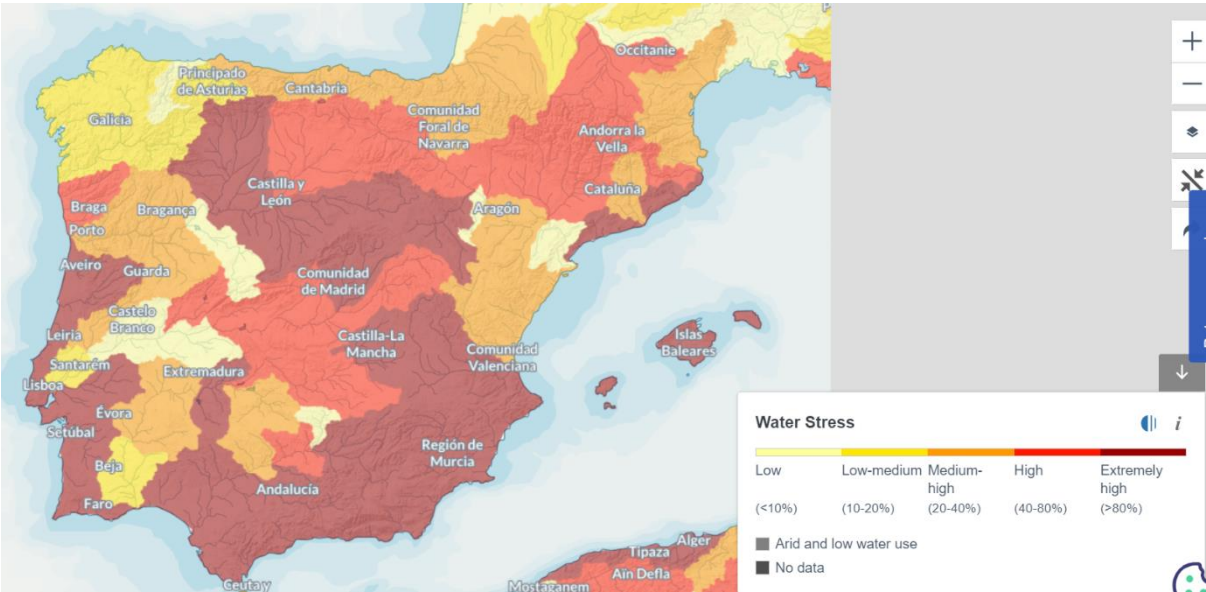 Occitanie
Principado
de Asturias
Cantabria
Comunidad
Foral de
Navarra
Galicia
Andorra la
Vella
Castilla y
León
Cataluña
Braga
Bragança
Aragón
Porto
Aveiro
Guarda
Comunidad
de Madrid
Castelo
Branco
Leiria
Castilla-La
Mancha
Islas
Baleares
Comunidad
Valenciana
Santarém
Extremadura
Lisboa
Évora
Setúbal
Región de
Murcia
Beja
Andalucía
Faro
Alger
Tipaza
Aïn Defla
Mostaganem
Ceuta y
Water Stress
i
Low
Low-medium
Medium-
high
High
Extremely
high
(<10%)
(10-20%)
(20-40%)
(40-80%)
(>80%)
Arid and low water use
No data